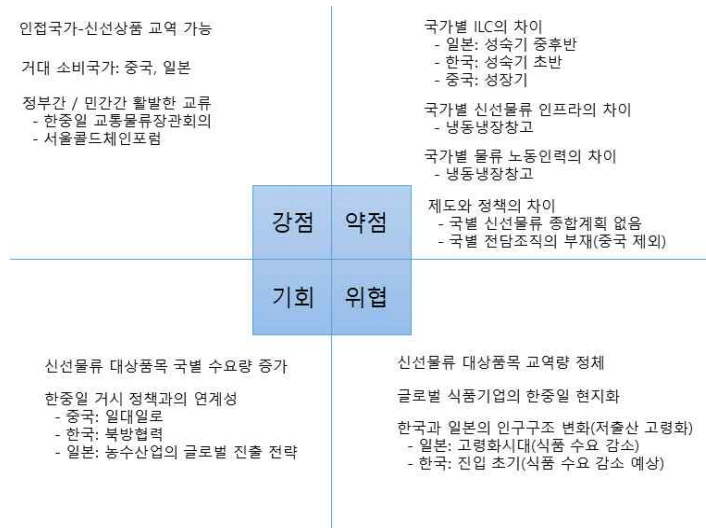 인접국가-신선상품 교역 가능
거대 소비국가: 중국, 일본
정부간 / 민간간 활발한 교류
- 한중일 교통물류장관회의
- 서울콜드체인포럼
국가별 ILC의 차이
- 일본: 성숙기 중후반
- 한국: 성숙기 초반
- 중국: 성장기
국가별 신선물류 인프라의 차이
- 냉동냉장창고
국가별 물류 노동인력의 차이
- 냉동냉장창고
제도와 정책의 차이
- 국별 신선물류 종합계획 없음
- 국별 전담조직의 부재(중국 제외)
강점
약점
기회
위협
신선물류 대상품목 국별 수요량 증가
한중일 거시 정책과의 연계성
- 중국: 일대일로
- 한국: 북방협력
- 일본: 농수산업의 글로벌 진출 전략
신선물류 대상품목 교역량 정체
글로벌 식품기업의 한중일 현지화
한국과 일본의 인구구조 변화(저출산 고령화)
- 일본: 고령화시대(식품 수요 감소)
- 한국: 진입 초기(식품 수요 감소 예상)